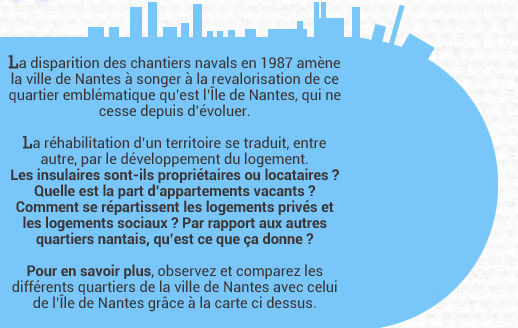 La disparition des chantiers navals en 1987 amène
la ville de Nantes à songer à la revalorisation de ce
quartier emblématique qu'est l'Île de Nantes, qui ne
cesse depuis d'évoluer.
La réhabilitation d'un territoire se traduit, entre
autre, par le développement du logement.
Les insulaires sont-ils propriétaires ou locataires ?
Quelle est la part d'appartements vacants ?
Comment se répartissent les logements privés et
les logements sociaux ? Par rapport aux autres
quartiers nantais, qu'est ce que ça donne ?
Pour en savoir plus, observez et comparez les
différents quartiers de la ville de Nantes avec celui
de l'Île de Nantes grâce à la carte ci dessus.